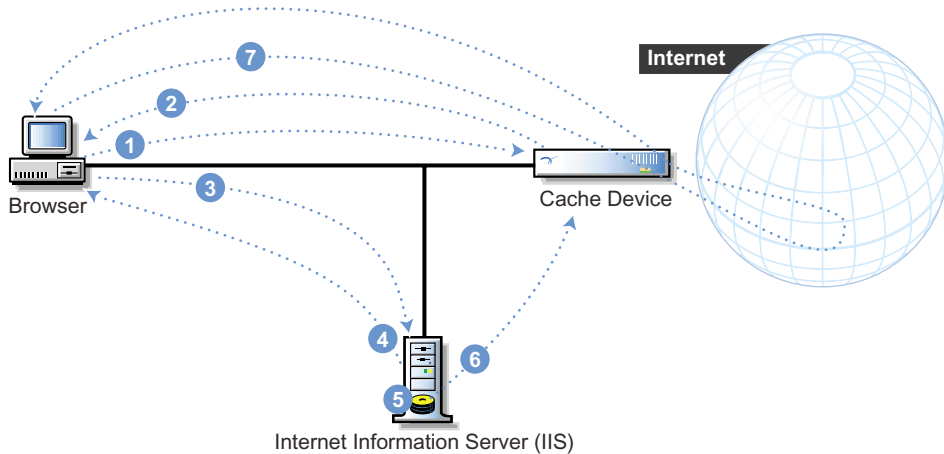 7
Internet
2
1
3
Browser
Cache Device
4
6
5
Internet Information Server (IIS)